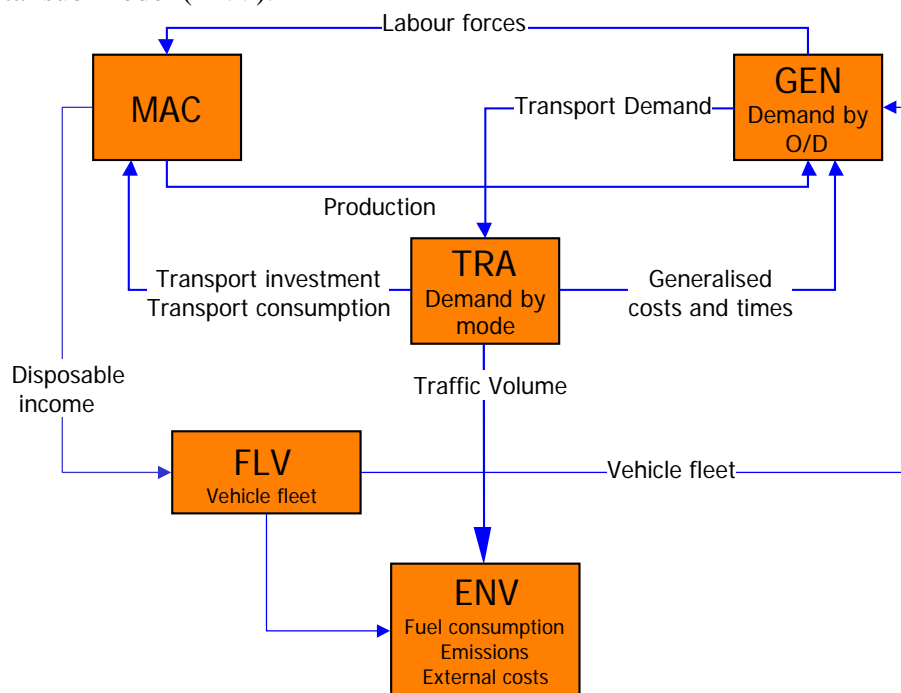 Labour forces
MAC
GEN
Demand by
O/D
Transport Demand
Production
TRA
Demand by
mode
Transport investment
Transport consumption
Generalised
costs and times
Disposable
income
Traffic Volume
FLV
Vehicle fleet
Vehicle fleet
ENV
Fuel consumption
Emissions
External costs